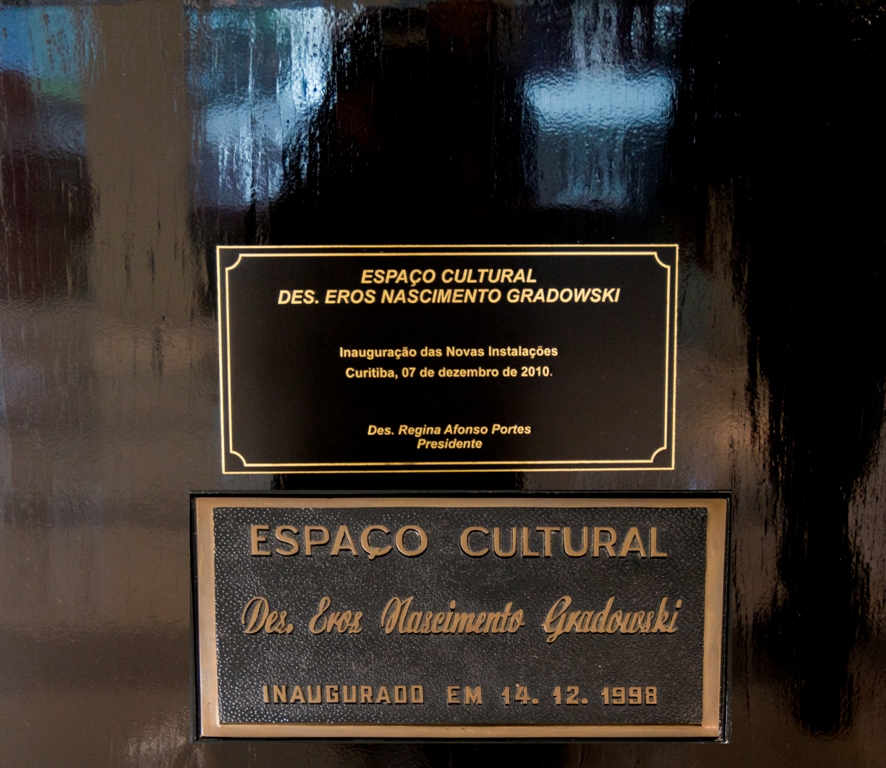 ESPAÇO CULTURAL
DES. EROS NASCIMENTO GRADOWSKI
Inauguração das Novas Instalações
Curitiba, 07 de dezembro de 2010.
Des. Regina Afonso Portes
Presidente
ESPAÇO CULTURAL
Des. Eros Nascimento Gradowski
INAUGURADO EM 14. 12. 1998